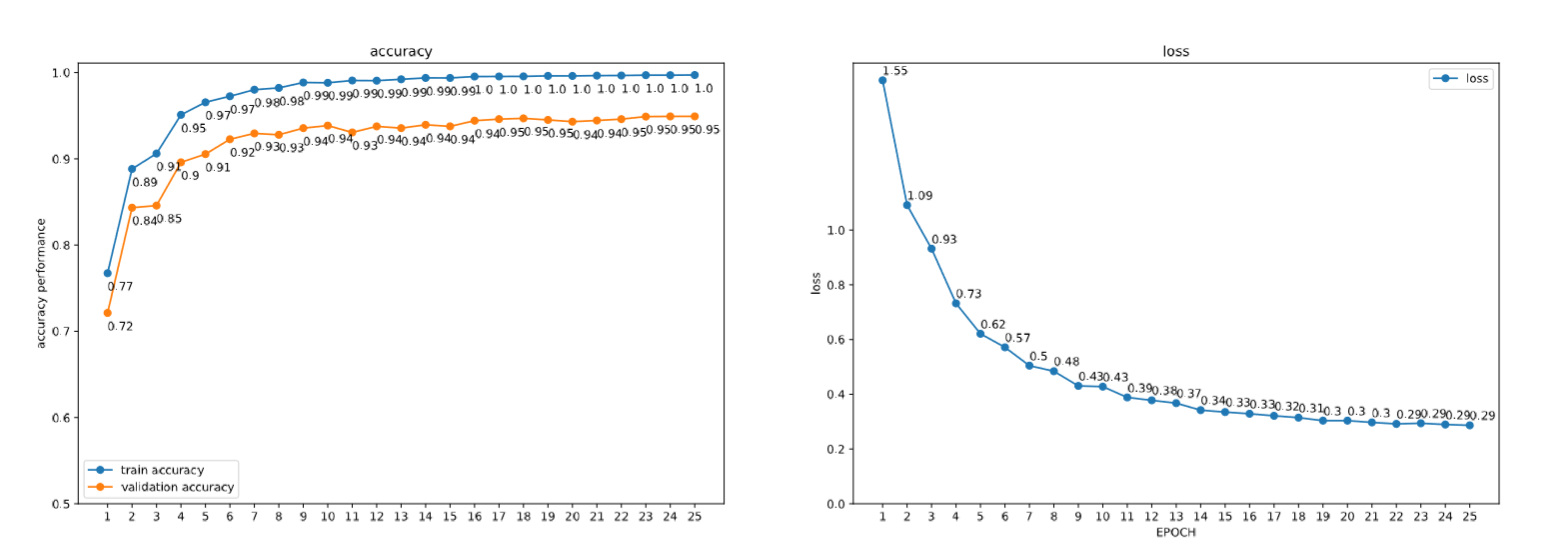 accuracy
1.0
0.9
0.8
0.7
0.6
0.5
accuracy performance
0.77 0.89 0.91 0.95 0.97 0.97 0.98 0.98 0.99 0.99 0.99 0.99 0.99 0.99 0.99 1.0 1.0 1.0 1.0 1.0 1.0 1.0 1.0 1.0 1.0
0.72 0.84 0.85 0.9 0.91 0.92 0.93 0.93 0.94 0.94 0.93 0.94 0.94 0.94 0.94 0.94 0.95 0.95 0.95 0.94 0.94 0.95 0.95 0.95 0.95
train accuracy
validation accuracy
1 2 3 4 5 6 7 8 9 10 11 12 13 14 15 16 17 18 19 20 21 22 23 24 25
loss
loss
1.0
0.8
0.6
0.4
0.2
0.0
loss
1.55 1.09 0.93 0.73 0.62 0.57 0.5 0.48 0.43 0.43 0.39 0.38 0.37 0.34 0.33 0.33 0.32 0.31 0.3 0.3 0.3 0.29 0.29 0.29 0.29
1 2 3 4 5 6 7 8 9 10 11 12 13 14 15 16 17 18 19 20 21 22 23 24 25
EPOCH